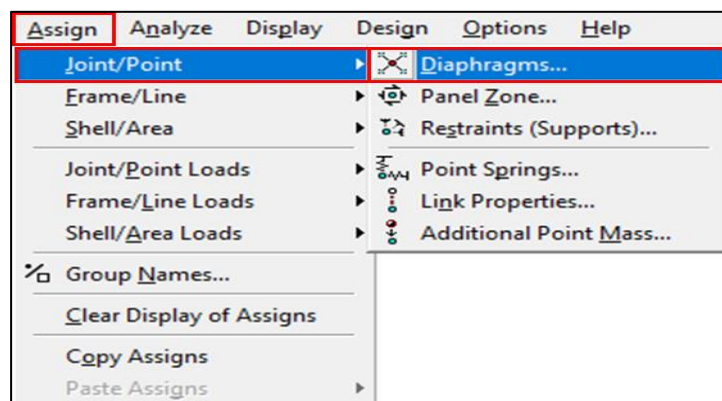 Assign Analyze Display Design Options Help
Joint/Point
Frame/Line
Shell/Area
Joint/Point Loads
Frame/Line Loads
Shell/Area Loads
Group Names...
Clear Display of Assigns
Copy Assigns
Paste Assigns
Diaphragms...
Panel Zone...
Restraints (Supports)...
Point Springs...
Link Properties...
Additional Point Mass...